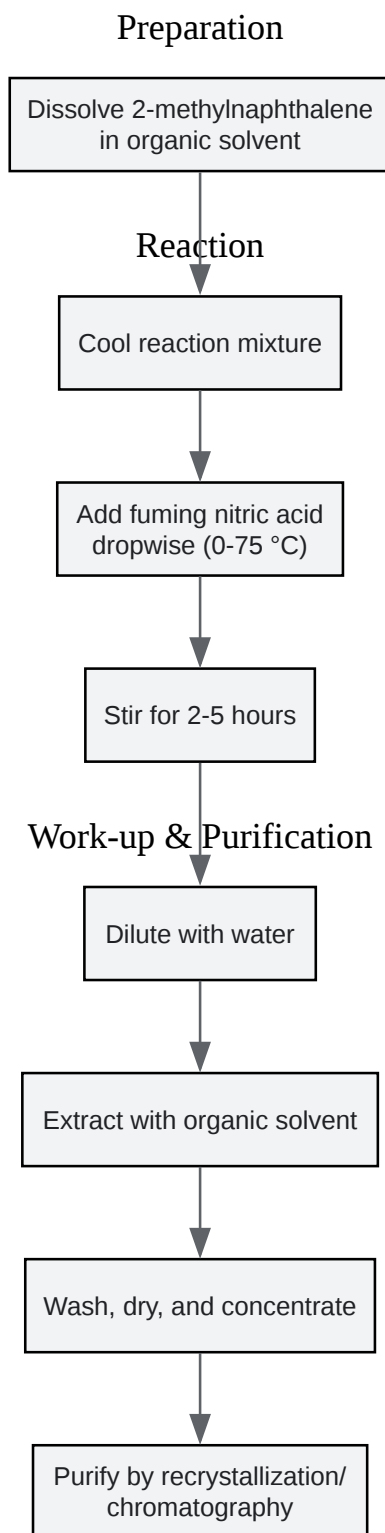 Preparation
Dissolve 2-methylnaphthalene
in organic solvent
Reaction
Cool reaction mixture
Add fuming nitric acid
dropwise (0-75 °C)
Stir for 2-5 hours
Work-up & Purification
Dilute with water
Extract with organic solvent
Wash, dry, and concentrate
Purify by recrystallization/
chromatography